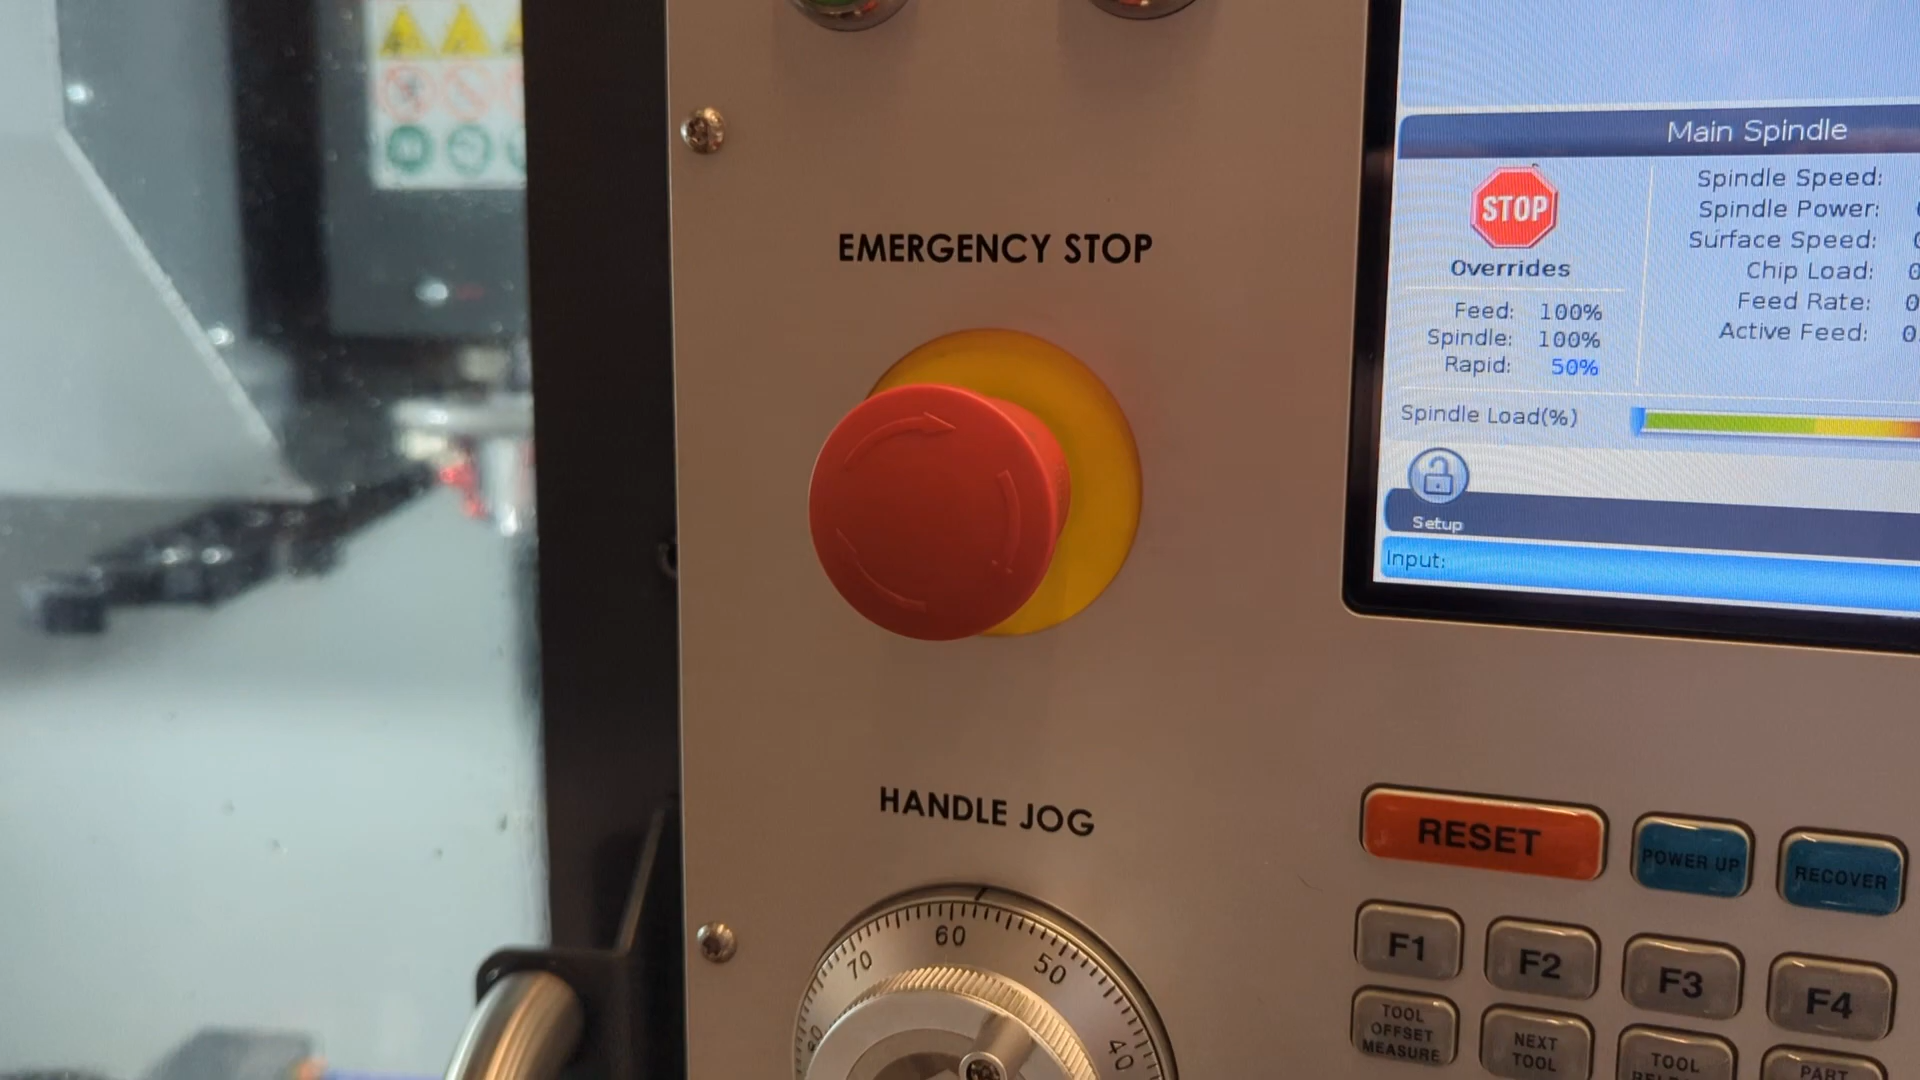 EMERGENCY STOP
HANDLE JOG
60
70
50
80
40
Main Spindle
STOP
Overrides
Feed: 100%
Spindle: 100%
Rapid: 50%
Spindle Speed:
Spindle Power:
Surface Speed:
Chip Load:
Feed Rate:
Active Feed:
Spindle Load(%)
Setup
Input:
RESET
POWER UP
RECOVER
F1
F2
F3
F4
TOOL
OFFSET
MEASURE
NEXT
TOOL
TOOL
PART